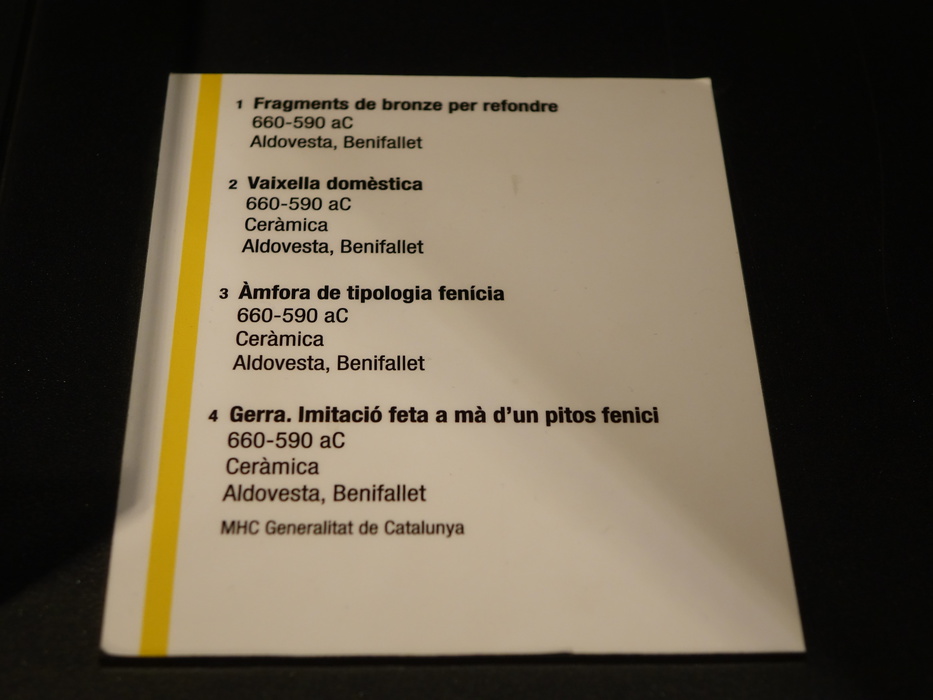 1 Fragments de bronze per refondre
660-590 aC
Aldovesta, Benifallet
2 Vaixella domèstica
660-590 aC
Ceràmica
Aldovesta, Benifallet
3 Àmfora de tipologia fenícia
660-590 aC
Ceràmica
Aldovesta, Benifallet
4 Gerra. Imitació feta a mà d'un pitos fenici
660-590 aC
Ceràmica
Aldovesta, Benifallet
MHC Generalitat de Catalunya